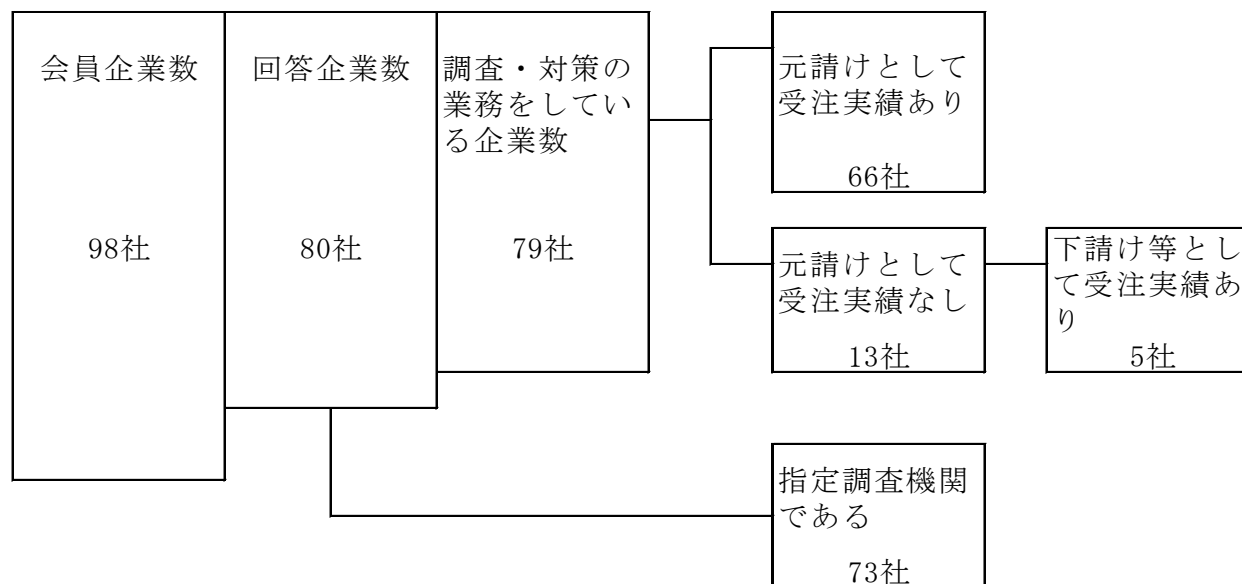 会員企業数
98社
回答企業数
80社
調査・対策の
業務をしてい
る企業数
79社
元請けとして
受注実績あり
66社
元請けとして
受注実績なし
13社
下請け等とし
て受注実績あ
り
5社
指定調査機関
である
73社